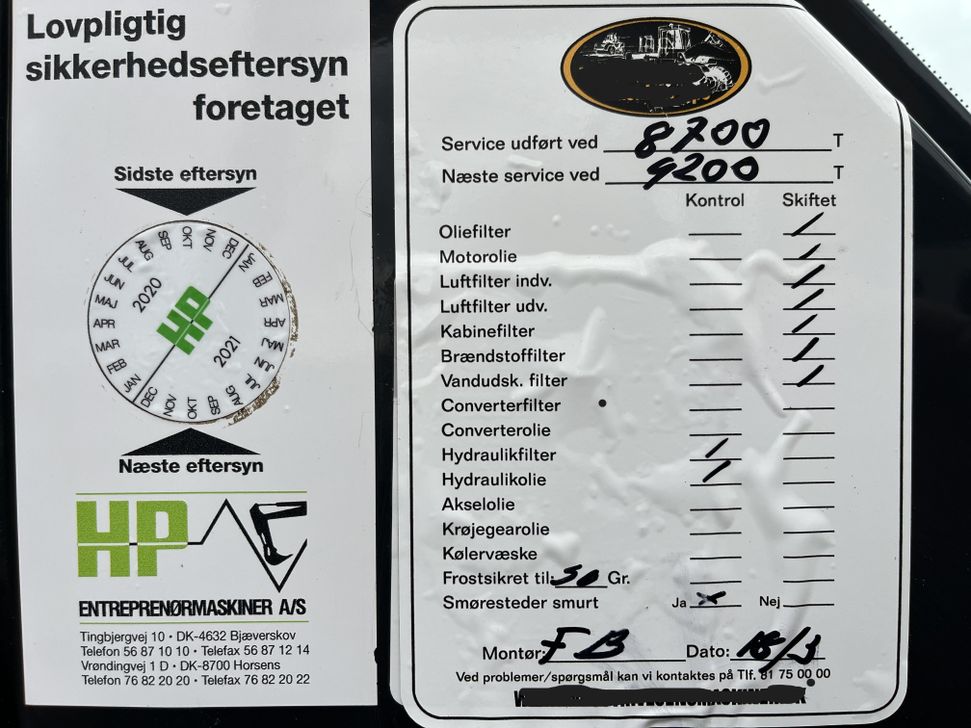 Lovpligtig
sikkerhedseftersyn
foretaget
Sidste eftersyn
2020
JAN
FEB
MAR
APR
MAJ
JUN
JUL
AUG
SEP
OKT
NOV
DEC
HP
2021
JAN
FEB
MAR
APR
MAJ
JUN
JUL
AUG
SEP
OKT
NOV
DEC
Næste eftersyn
HP
ENTREPRENØRMASKINER A/S
Tingbjergvej 10 • DK-4632 Bjæverskov
Telefon 56 87 10 10 • Telefax 56 87 12 14
Vrøndingvej 1 D • DK-8700 Horsens
Telefon 76 82 20 20 • Telefax 76 82 20 22
Service udført ved 8700 T
Næste service ved 9200 T
Kontrol Skiftet
Oliefilter
Motorolie
Luftfilter indv.
Luftfilter udv.
Kabinefilter
Brændstoffilter
Vandudsk. filter
Converterfilter
Converterolie
Hydraulikfilter
Hydraulikolie
Akselolie
Krøjegearolie
Kølervæske
Frostsikret til: Gr.
Smøresteder smurt Ja x Nej
Montør: FB Dato: 18/3
Ved problemer/spørgsmål kan vi kontaktes på Tlf. 81 75 00 00